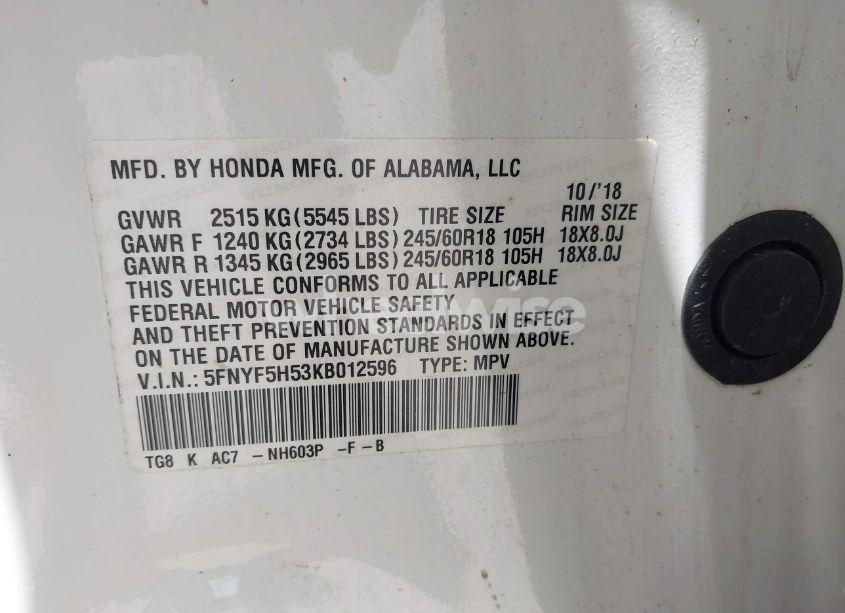 MFD. BY HONDA MFG. OF ALABAMA, LLC
10/'18
GVWR 2515 KG (5545 LBS) TIRE SIZE RIM SIZE
GAWR F 1240 KG (2734 LBS) 245/60R18 105H 18X8.0J
GAWR R 1345 KG (2965 LBS) 245/60R18 105H 18X8.0J
THIS VEHICLE CONFORMS TO ALL APPLICABLE
FEDERAL MOTOR VEHICLE SAFETY
AND THEFT PREVENTION STANDARDS IN EFFECT
ON THE DATE OF MANUFACTURE SHOWN ABOVE.
V.I.N.: 5FNYF5H53KB012596 TYPE: MPV
TG8 K AC7 -NH603P -F-B